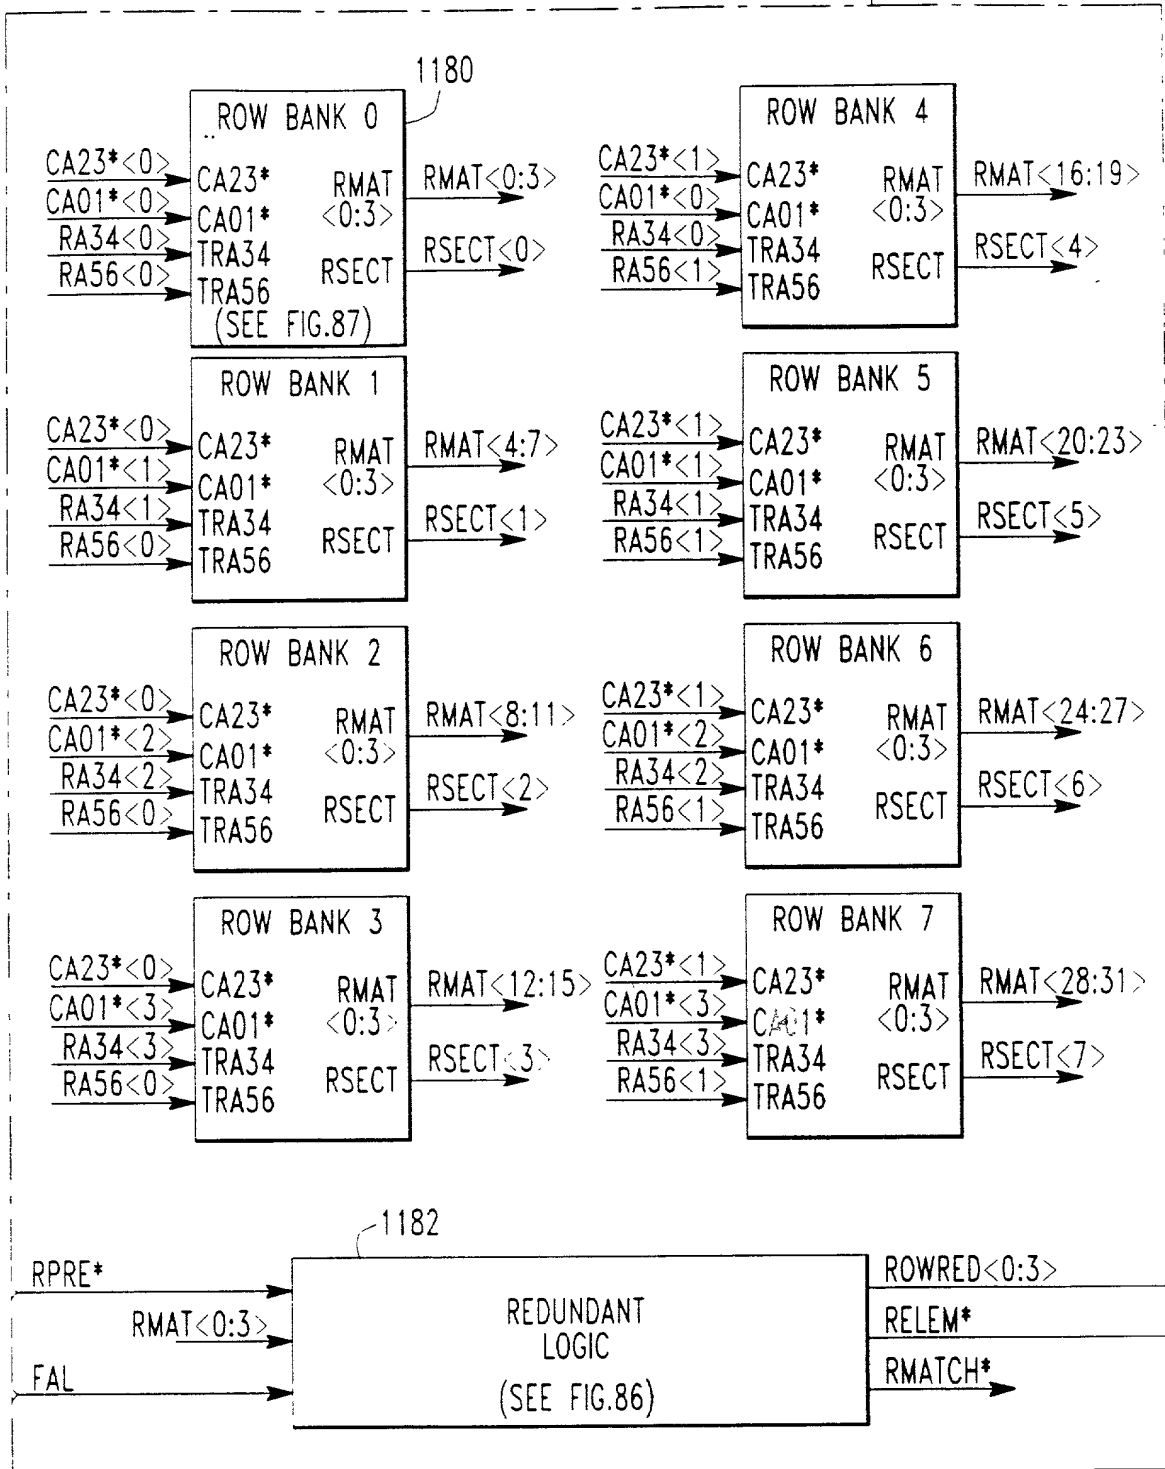 1180
ROW BANK 0
CA23*<0>
CA01*<0>
RA34<0>
RA56<0>
CA23*
CA01*
TRA34
TRA56
RMAT
<0:3>
RSECT
(SEE FIG.87)
RMAT<0:3>
RSECT<0>
ROW BANK 4
CA23*<1>
CA01*<0>
RA34<0>
RA56<1>
CA23*
CA01*
TRA34
TRA56
RMAT
<0:3>
RSECT
RMAT<16:19>
RSECT<4>
ROW BANK 1
CA23*<0>
CA01*<1>
RA34<1>
RA56<0>
CA23*
CA01*
TRA34
TRA56
RMAT
<0:3>
RSECT
RMAT<4:7>
RSECT<1>
ROW BANK 5
CA23*<1>
CA01*<1>
RA34<1>
RA56<1>
CA23*
CA01*
TRA34
TRA56
RMAT
<0:3>
RSECT
RMAT<20:23>
RSECT<5>
ROW BANK 2
CA23*<0>
CA01*<2>
RA34<2>
RA56<0>
CA23*
CA01*
TRA34
TRA56
RMAT
<0:3>
RSECT
RMAT<8:11>
RSECT<2>
ROW BANK 6
CA23*<1>
CA01*<2>
RA34<2>
RA56<1>
CA23*
CA01*
TRA34
TRA56
RMAT
<0:3>
RSECT
RMAT<24:27>
RSECT<6>
ROW BANK 3
CA23*<0>
CA01*<3>
RA34<3>
RA56<0>
CA23*
CA01*
TRA34
TRA56
RMAT
<0:3>
RSECT
RMAT<12:15>
RSECT<3>
ROW BANK 7
CA23*<1>
CA01*<3>
RA34<3>
RA56<1>
CA23*
CA01*
TRA34
TRA56
RMAT
<0:3>
RSECT
RMAT<28:31>
RSECT<7>
1182
RPRE*
RMAT<0:3>
FAL
REDUNDANT
LOGIC
(SEE FIG.86)
ROWRED<0:3>
RELEM*
RMATCH*